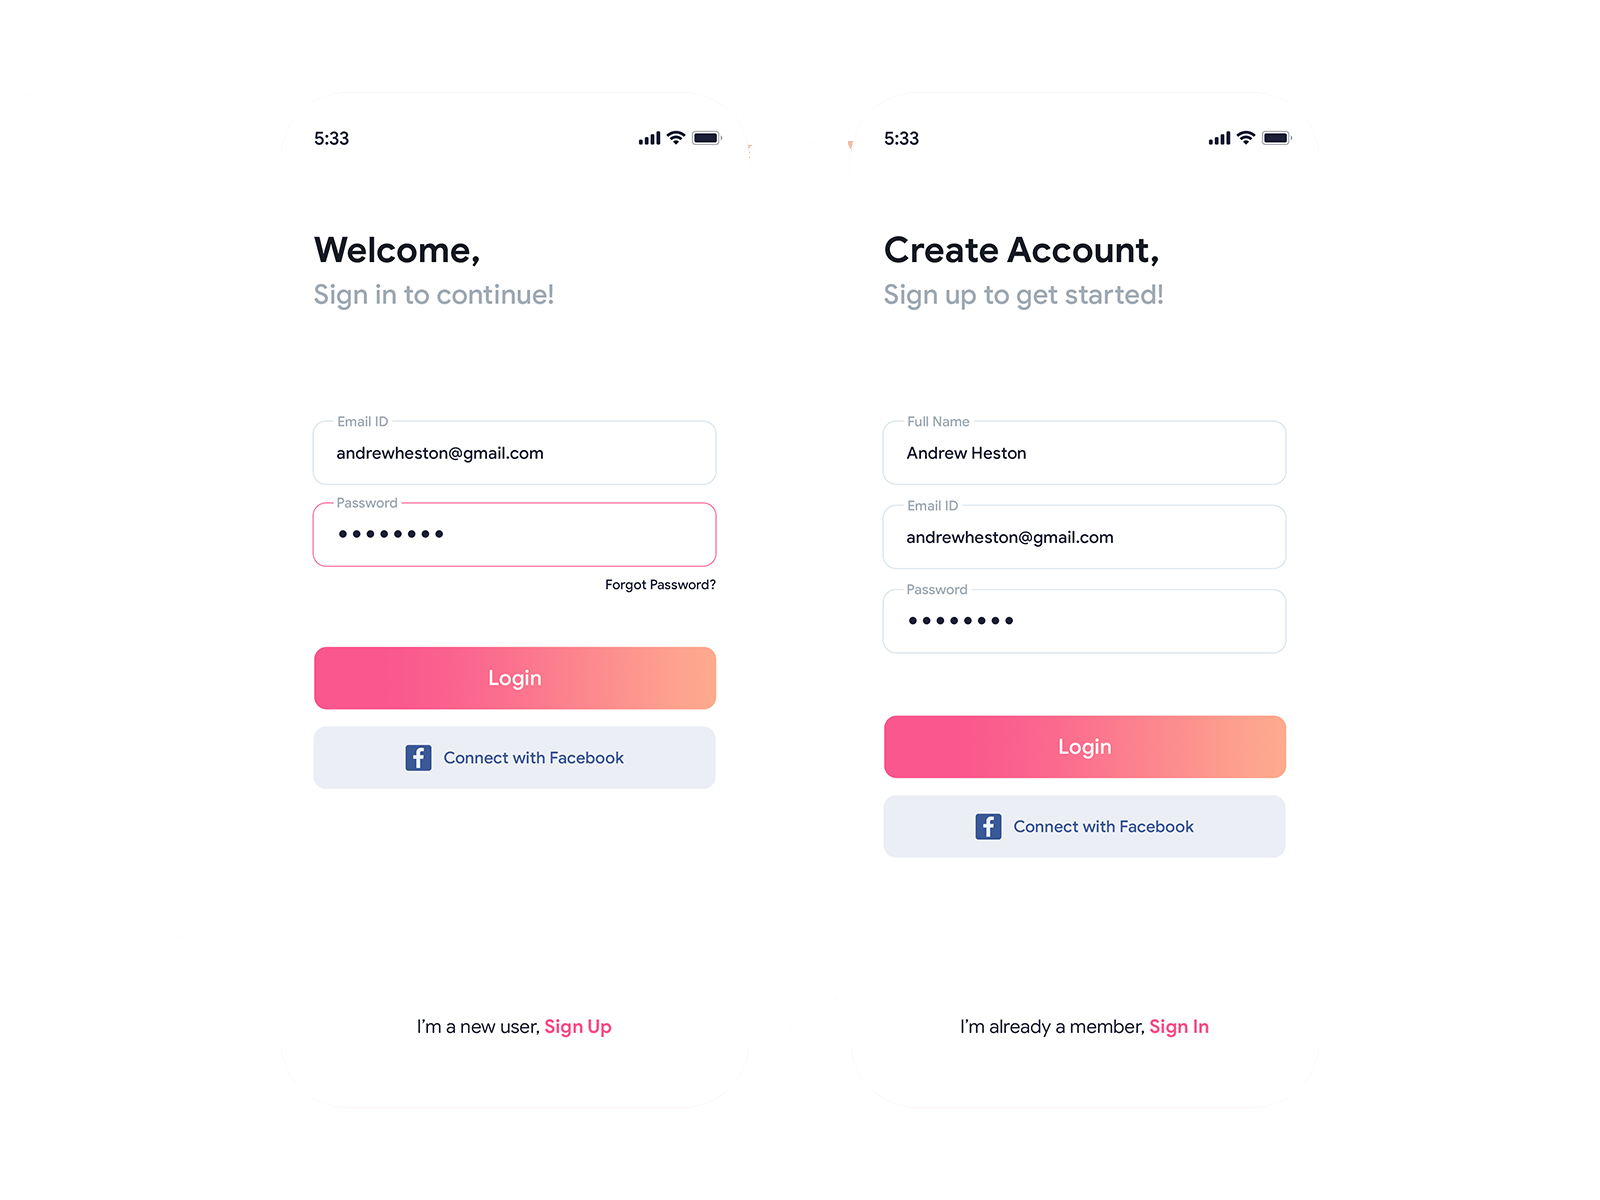 5:33
Welcome,
Sign in to continue!
Email ID
andrewheston@gmail.com
Password
Forgot Password?
Login
Connect with Facebook
I’m a new user, Sign Up
5:33
Create Account,
Sign up to get started!
Full Name
Andrew Heston
Email ID
andrewheston@gmail.com
Password
Login
Connect with Facebook
I’m already a member, Sign In